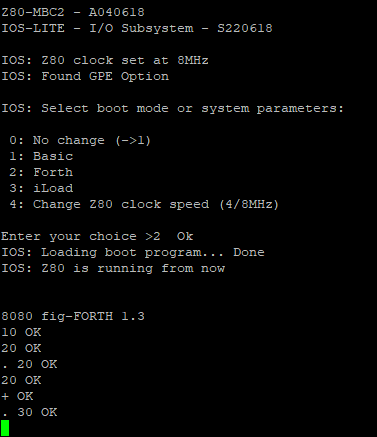 Z80-MBC2 - A040618
IOS-LITE - I/O Subsystem - S220618
IOS: Z80 clock set at 8MHz
IOS: Found GPE Option
IOS: Select boot mode or system parameters:
0: No change (->1)
1: Basic
2: Forth
3: iLoad
4: Change Z80 clock speed (4/8MHz)
Enter your choice >2  Ok
IOS: Loading boot program... Done
IOS: Z80 is running from now
8080 fig-FORTH 1.3
10 OK
20 OK
. 20 OK
20 OK
+ OK
. 30 OK